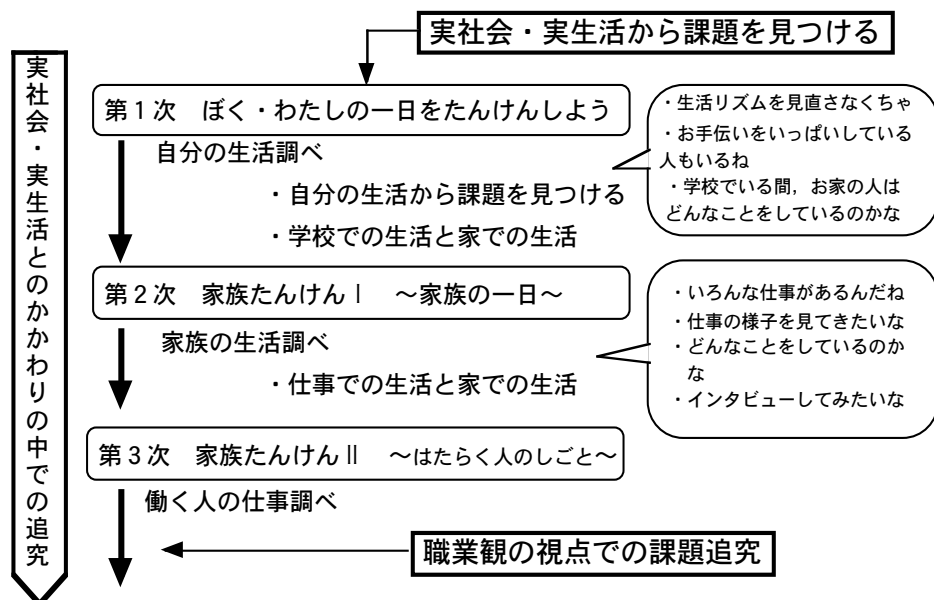 実社会・実生活から課題を見つける
実社会・実生活とのかかわりの中での追究
第1次 ぼく・わたしの一日をたんけんしよう
自分の生活調べ
・自分の生活から課題を見つける
・学校での生活と家での生活
・生活リズムを見直さなくちゃ
・お手伝いをいっぱいしている
人もいるね
・学校でいる間，お家の人は
どんなことをしているのかな
第2次 家族たんけんⅠ ～家族の一日～
家族の生活調べ
・仕事での生活と家での生活
・いろんな仕事があるんだね
・仕事の様子を見てきたいな
・どんなことをしているのか
な
・インタビューしてみたいな
第3次 家族たんけんⅡ ～はたらく人のしごと～
働く人の仕事調べ
職業観の視点での課題追究